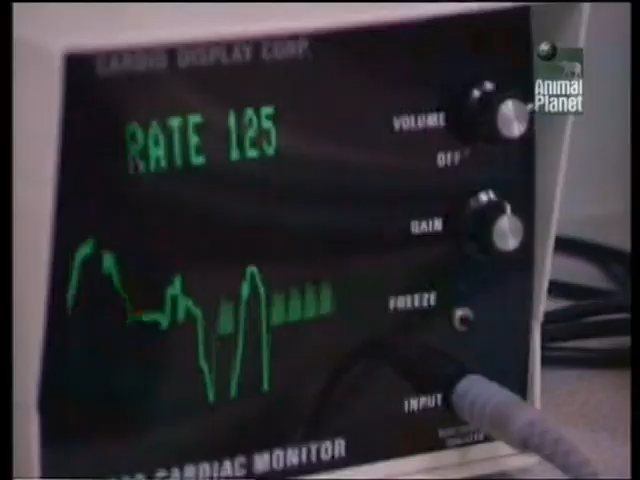 CARDIO DISPLAY CORP.
Animal
Planet
RATE 125
VOLUME
OFF
GAIN
FREEZE
INPUT
CARDIAC MONITOR